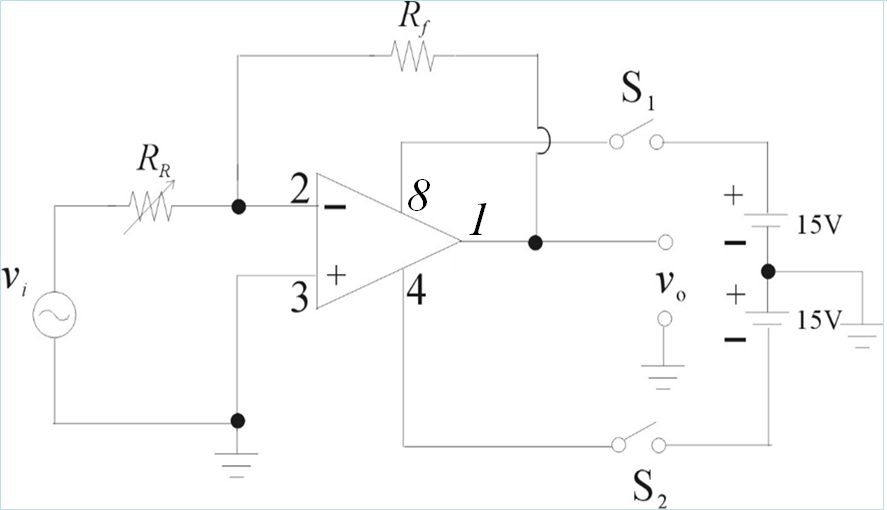 R_f
S_1
R_R
2
8
1
−
+
3
4
v_i
v_o
+
15V
−
+
15V
−
S_2